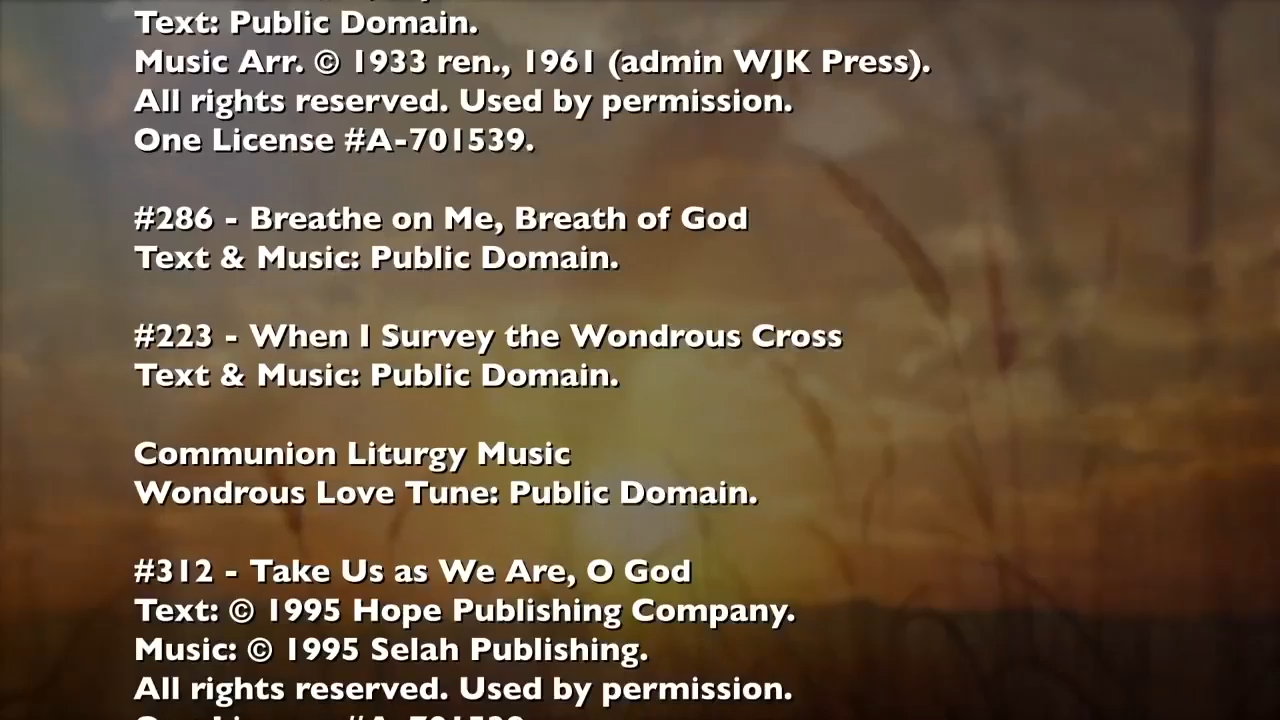 Text: Public Domain.
Music Arr. © 1933 ren., 1961 (admin WJK Press).
All rights reserved. Used by permission.
One License #A-701539.
#286 - Breathe on Me, Breath of God
Text & Music: Public Domain.
#223 - When I Survey the Wondrous Cross
Text & Music: Public Domain.
Communion Liturgy Music
Wondrous Love Tune: Public Domain.
#312 - Take Us as We Are, O God
Text: © 1995 Hope Publishing Company.
Music: © 1995 Selah Publishing.
All rights reserved. Used by permission.
One License #A-701539.